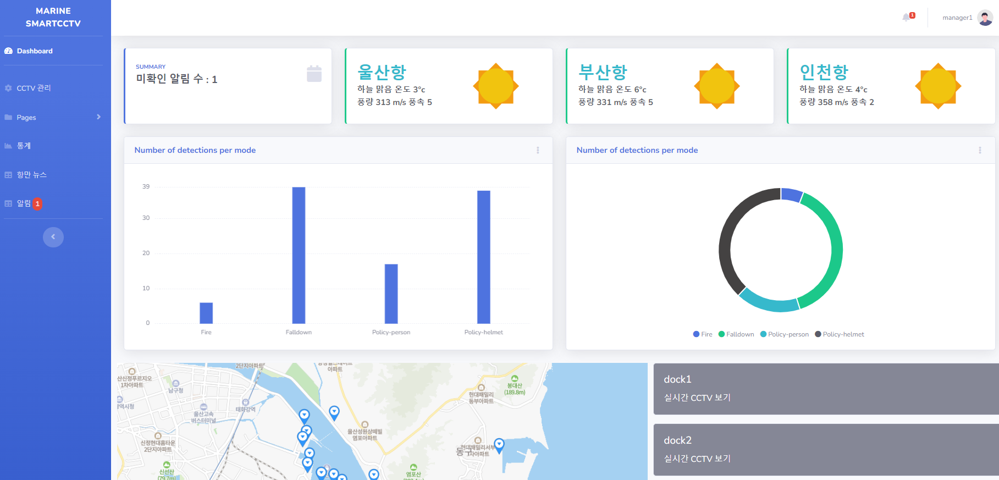 MARINE
SMARTCCTV
Dashboard
CCTV 관리
Pages
통계
항만 뉴스
알림 1
1
manager1
SUMMARY
미확인 알림 수 : 1
울산항
하늘 맑음 온도 3°c
풍량 313 m/s 풍속 5
부산항
하늘 맑음 온도 6°c
풍량 331 m/s 풍속 5
인천항
하늘 맑음 온도 4°c
풍량 358 m/s 풍속 2
Number of detections per mode
39
30
20
10
0
Fire
Falldown
Policy-person
Policy-helmet
Number of detections per mode
Fire
Falldown
Policy-person
Policy-helmet
2단지아파트
아파트
산신정푸르지오
1차아파트
남구청
역시청
울산고속
버스터미널
태화강역
신정현대홈타운
2단지아파트
신선산
(79.7m)
울산성원상떼빌
염포아파트
현대패밀리
동부아파트
봉대산
(189.8m)
현대패밀리서부
1차아파트
동구
염포산
dock1
실시간 CCTV 보기
dock2
실시간 CCTV 보기